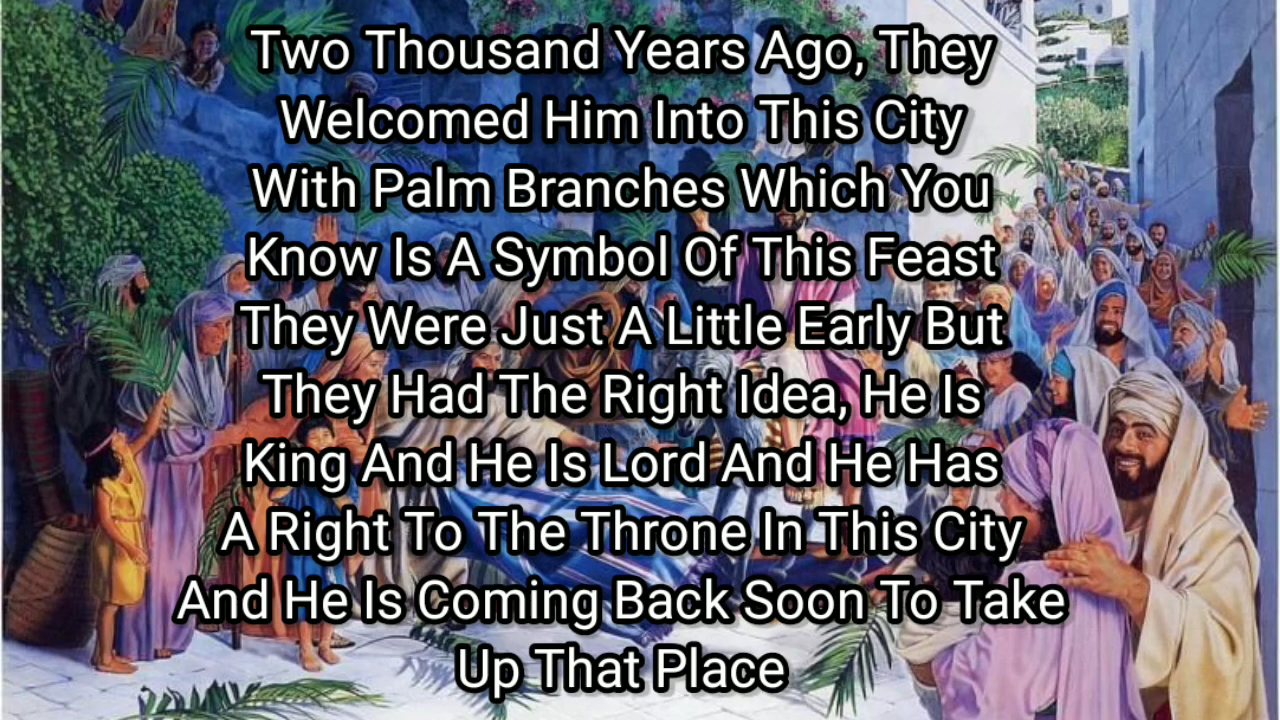 Two Thousand Years Ago, They
Welcomed Him Into This City
With Palm Branches Which You
Know Is A Symbol Of This Feast
They Were Just A Little Early But
They Had The Right Idea, He Is
King And He Is Lord And He Has
A Right To The Throne In This City
And He Is Coming Back Soon To Take
Up That Place